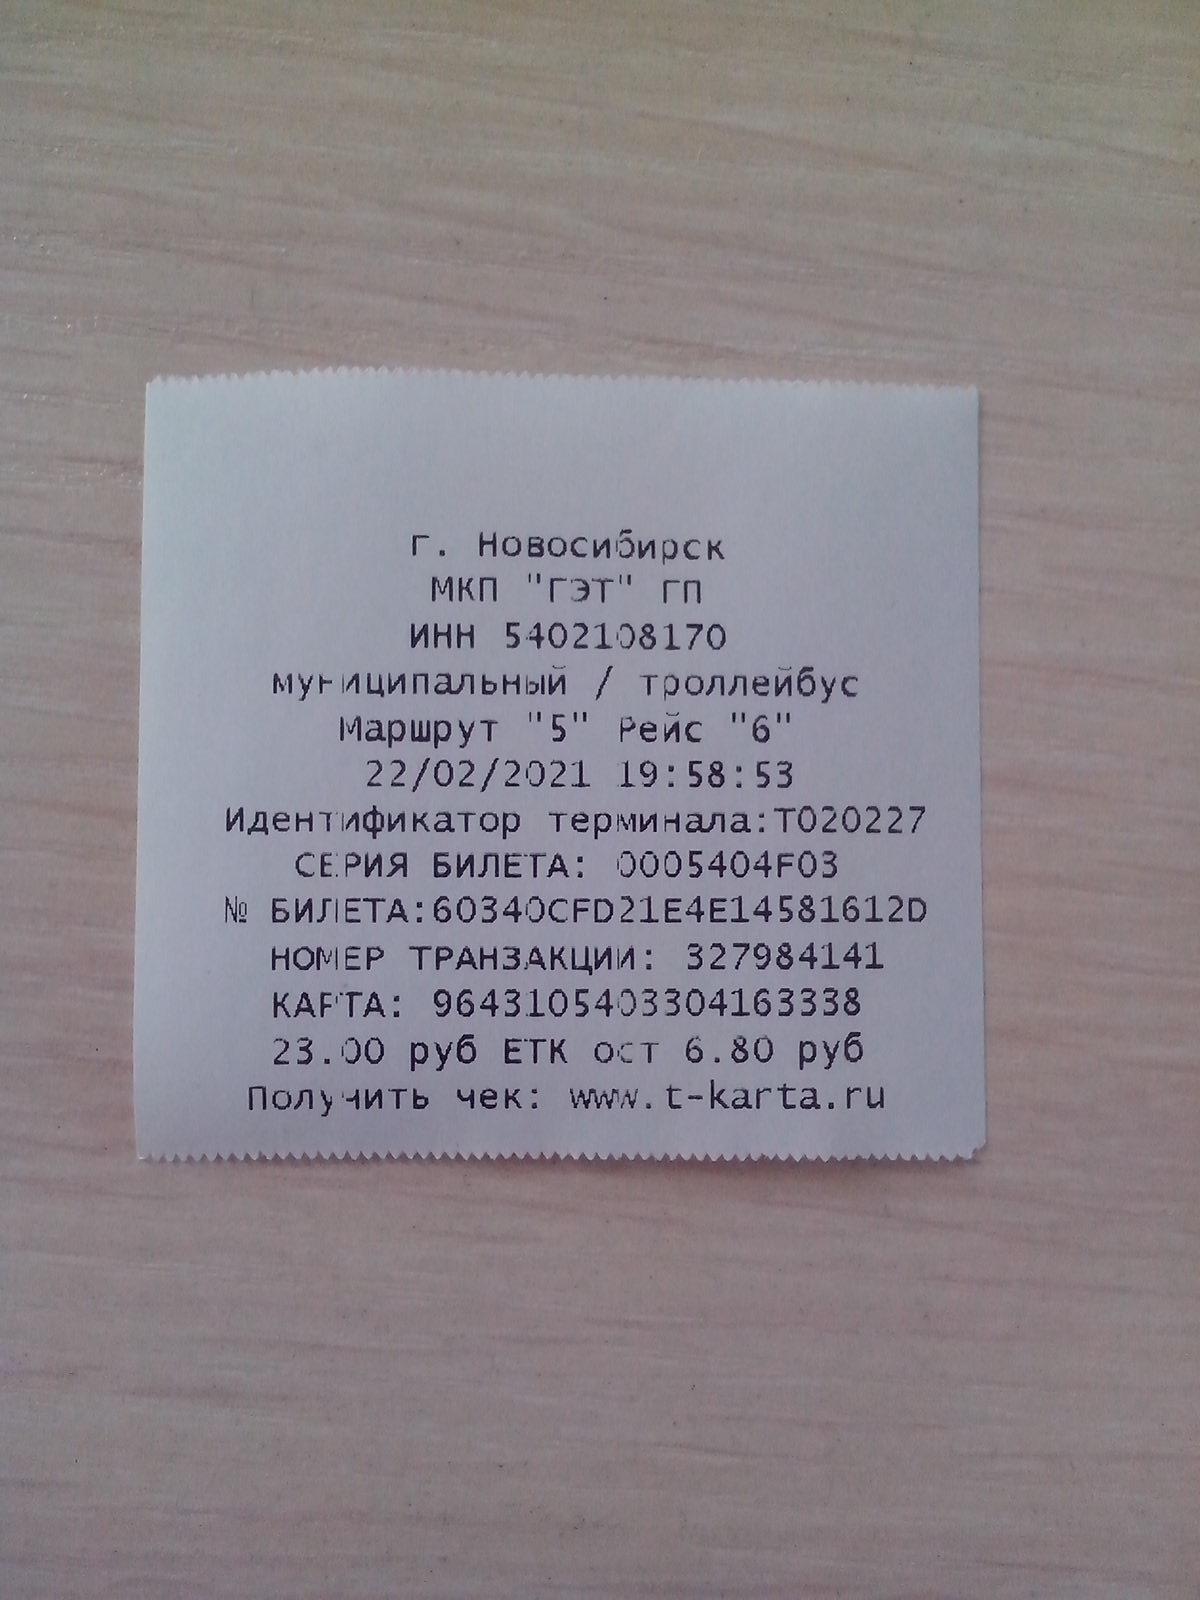 г. Новосибирск
МКП "ГЭТ" ГП
ИНН 5402108170
муниципальный / троллейбус
Маршрут "5" Рейс "6"
22/02/2021 19:58:53
Идентификатор терминала:Т020227
СЕРИЯ БИЛЕТА: 0005404F03
№ БИЛЕТА:60340CFD21E4E14581612D
НОМЕР ТРАНЗАКЦИИ: 327984141
КАРТА: 9643105403304163338
23.00 руб ЕТК ост 6.80 руб
Получить чек: www.t-karta.ru